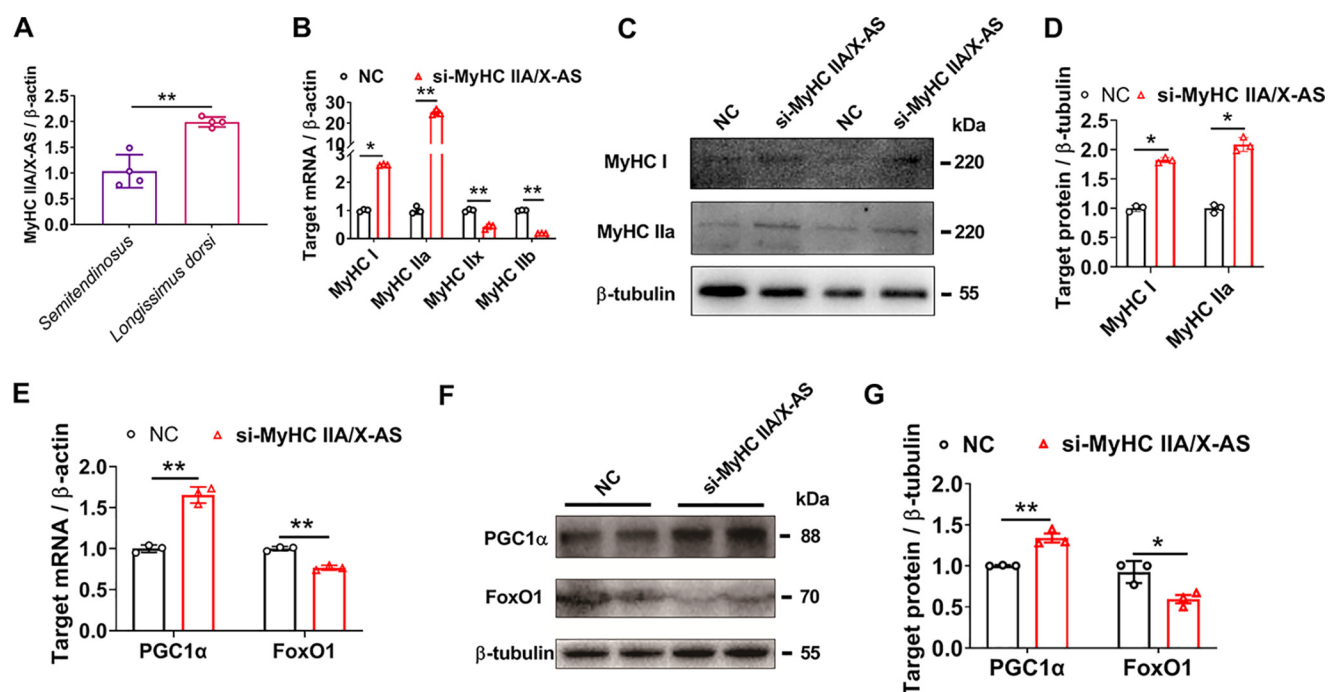 A
MyHC IIA/X-AS / β-actin
2.5
2.0
1.5
1.0
0.5
0.0
**
Semitendinosus
Longissimus dorsi
B
NC si-MyHC IIA/X-AS
Target mRNA / β-actin
30
20
10
3
2
1
0
* ** ** **
MyHC I
MyHC IIa
MyHC IIx
MyHC IIb
C
NC
si-MyHC IIA/X-AS
NC
si-MyHC IIA/X-AS
kDa
MyHC I
220
MyHC IIa
220
β-tubulin
55
D
NC si-MyHC IIA/X-AS
Target protein / β-tubulin
2.5
2.0
1.5
1.0
0.5
0.0
* *
MyHC I
MyHC IIa
E
NC si-MyHC IIA/X-AS
Target mRNA / β-actin
2.0
1.5
1.0
0.5
0.0
** **
PGC1α FoxO1
F
NC
si-MyHC IIA/X-AS
kDa
PGC1α
88
FoxO1
70
β-tubulin
55
G
NC si-MyHC IIA/X-AS
Target protein / β-tubulin
2.0
1.5
1.0
0.5
0.0
** *
PGC1α FoxO1